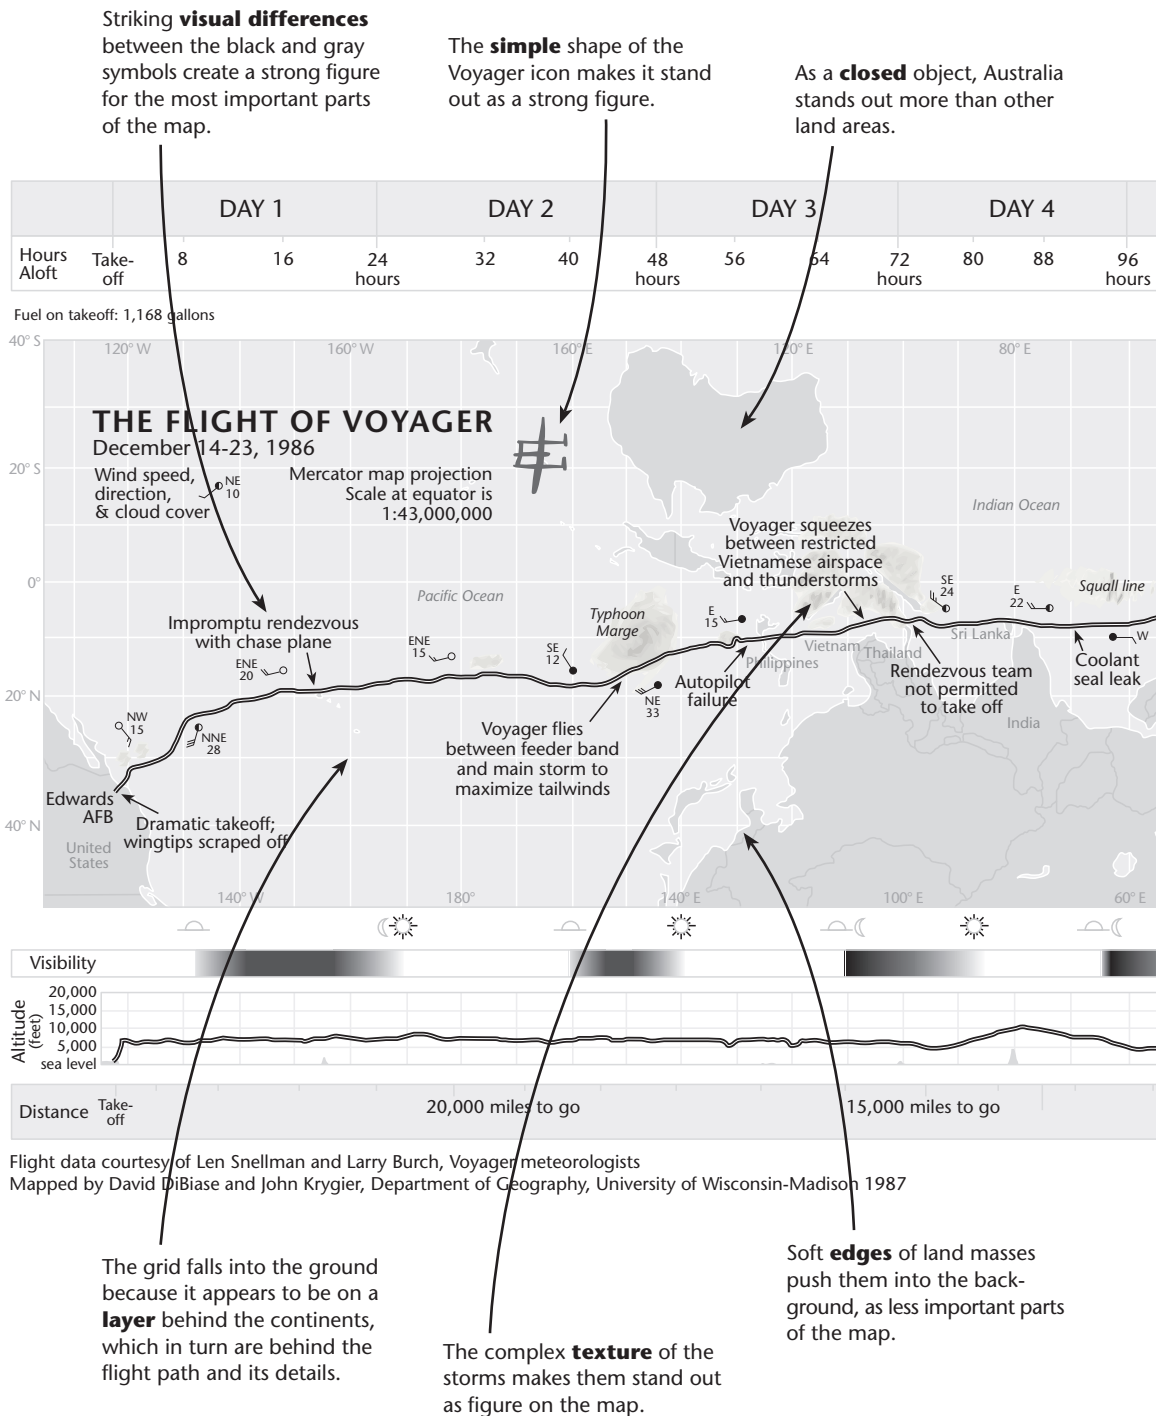 Striking visual differences
between the black and gray
symbols create a strong figure
for the most important parts
of the map.
The simple shape of the
Voyager icon makes it stand
out as a strong figure.
As a closed object, Australia
stands out more than other
land areas.
DAY 1
DAY 2
DAY 3
DAY 4
Hours
Aloft
Take-
off
8
16
24
hours
32
40
48
hours
56
64
72
hours
80
88
96
hours
Fuel on takeoff: 1,168 gallons
40° S
120° W
160° W
160° E
120° E
80° E
THE FLIGHT OF VOYAGER
December 14-23, 1986
Wind speed,
direction,
& cloud cover
NE
10
Mercator map projection
Scale at equator is
1:43,000,000
20° S
Indian Ocean
Voyager squeezes
between restricted
Vietnamese airspace
and thunderstorms
0°
Pacific Ocean
Typhoon
Marge
E
15
SE
24
E
22
Squall line
Impromptu rendezvous
with chase plane
ENE
20
ENE
15
SE
12
Philippines
Vietnam
Thailand
Sri Lanka
W
Coolant
seal leak
Rendezvous team
not permitted
to take off
Autopilot
failure
NE
33
20° N
India
NW
15
NNE
28
Voyager flies
between feeder band
and main storm to
maximize tailwinds
Edwards
AFB
Dramatic takeoff;
wingtips scraped off
40° N
United
States
140° W
180°
140° E
100° E
60° E
Visibility
Altitude
(feet)
20,000
15,000
10,000
5,000
sea level
Distance
Take-
off
20,000 miles to go
15,000 miles to go
Flight data courtesy of Len Snellman and Larry Burch, Voyager meteorologists
Mapped by David DiBiase and John Krygier, Department of Geography, University of Wisconsin-Madison 1987
The grid falls into the ground
because it appears to be on a
layer behind the continents,
which in turn are behind the
flight path and its details.
The complex texture of the
storms makes them stand out
as figure on the map.
Soft edges of land masses
push them into the back-
ground, as less important parts
of the map.